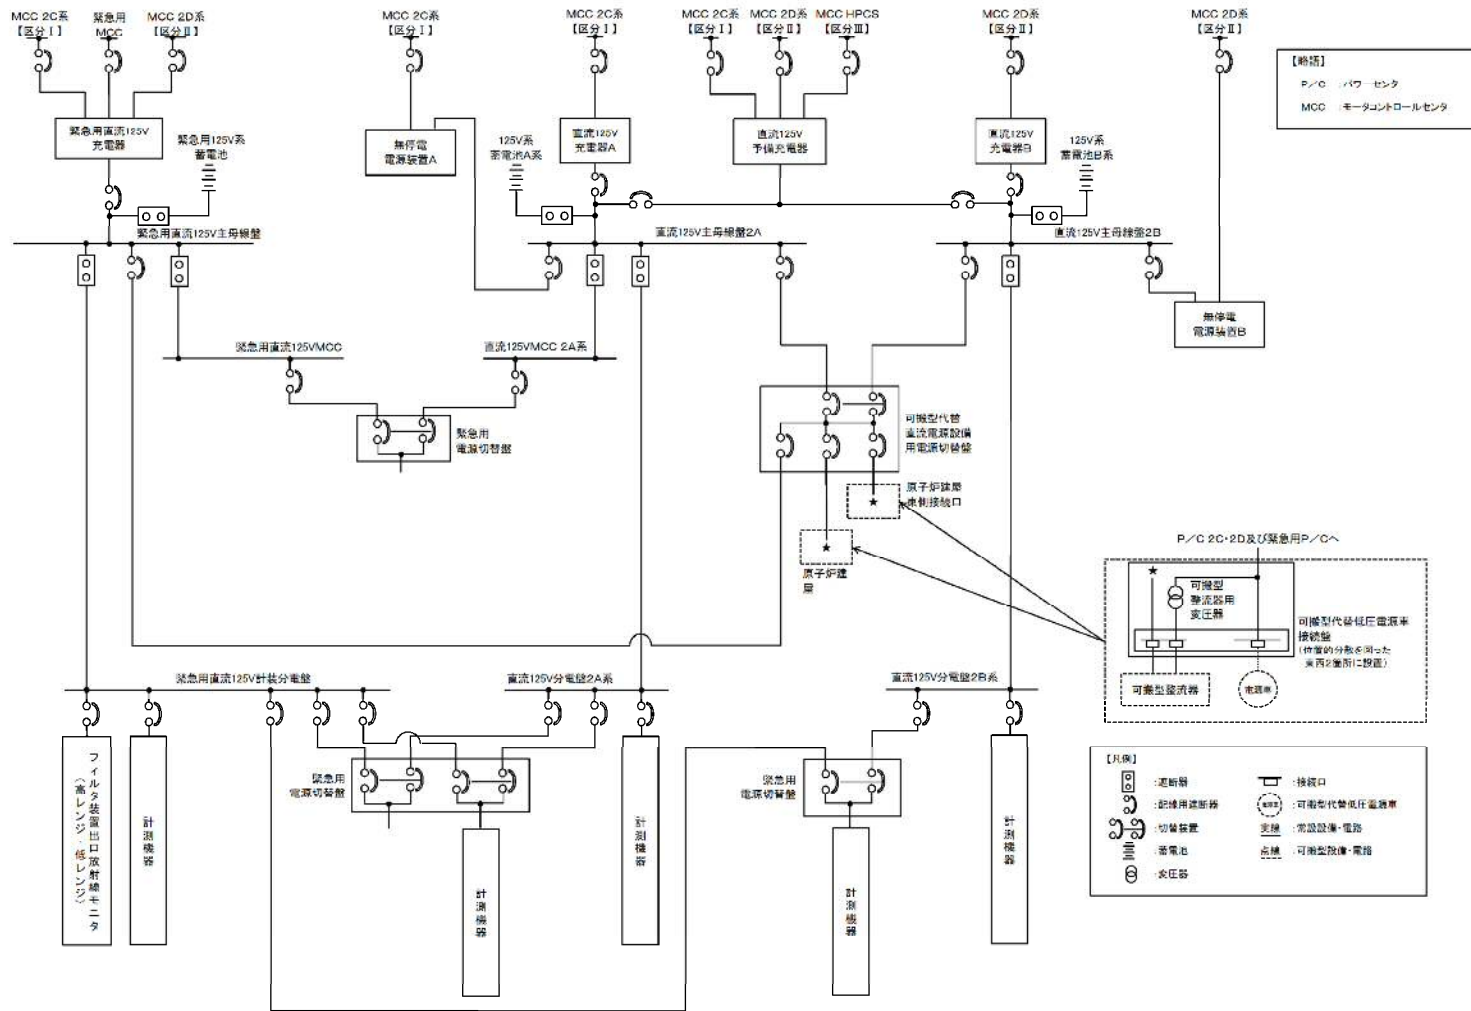 MCC 2C系
【区分Ⅰ】
緊急用
MCC
MCC 2D系
【区分Ⅱ】
MCC 2C系
【区分Ⅰ】
MCC 2C系
【区分Ⅰ】
MCC 2C系
【区分Ⅰ】
MCC 2D系
【区分Ⅱ】
MCC HPCS
【区分Ⅲ】
MCC 2D系
【区分Ⅱ】
MCC 2D系
【区分Ⅱ】
【略語】
P/C :パワーセンタ
MCC :モータコントロールセンタ
緊急用直流125V
充電器
緊急用125V系
蓄電池
無停電
電源装置A
125V系
蓄電池A系
直流125V
充電器A
直流125V
予備充電器
直流125V
充電器B
125V系
蓄電池B系
緊急用直流125V主母線盤
直流125V主母線盤2A
直流125V主母線盤2B
無停電
電源装置B
緊急用直流125VMCC
直流125VMCC 2A系
緊急用
電源切替盤
可搬型代替
直流電源設備
用電源切替盤
原子炉建屋
東側接続口
★
★
原子炉建
屋
P/C 2C・2D及び緊急用P/Cへ
★
可搬型
整流器用
変圧器
可搬型代替低圧電源車
接続盤
(位置的分散を図った
東西2箇所に設置)
可搬型整流器
電源車
緊急用直流125V計装分電盤
直流125V分電盤2A系
直流125V分電盤2B系
緊急用
電源切替盤
緊急用
電源切替盤
フィルタ装置出口放射線モニタ
(高レンジ・低レンジ)
計測機器
計測機器
計測機器
計測機器
計測機器
【凡例】
:遮断器
:配線用遮断器
:切替装置
:蓄電池
:変圧器
:接続口
電源車 :可搬型代替低圧電源車
実線 :常設設備・電路
点線 :可搬型設備・電路